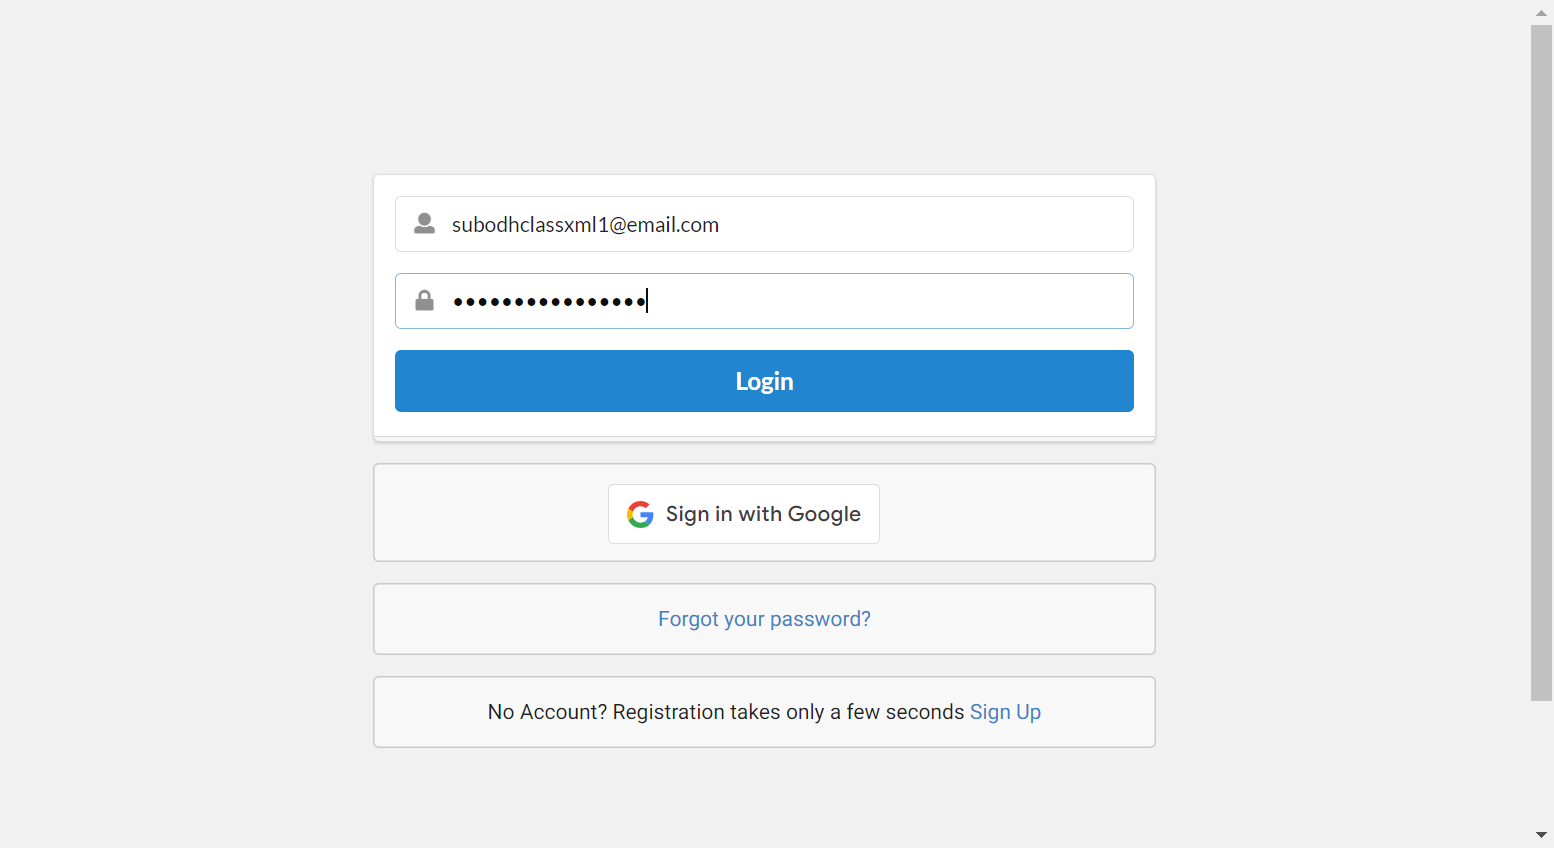 subodhclassxml1@email.com
••••••••••••••••
Login
Sign in with Google
Forgot your password?
No Account? Registration takes only a few seconds Sign Up